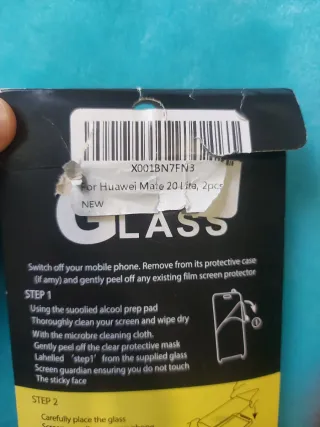 X001BN7FN3
For Huawei Mate 20 Lite, 2pcs
NEW
GLASS
Switch off your mobile phone. Remove from its protective case
(if amy) and gently peel off any existing film screen protector
STEP 1
Using the suoolied alcool prep pad
Thoroughly clean your screen and wipe dry
With the microbre cleaning cloth.
Gently peel off the clear protective mask
Labelled 'step1' from the supplied glass
Screen guardian ensuring you do not touch
The sticky face
STEP 2
Carefully place the glass